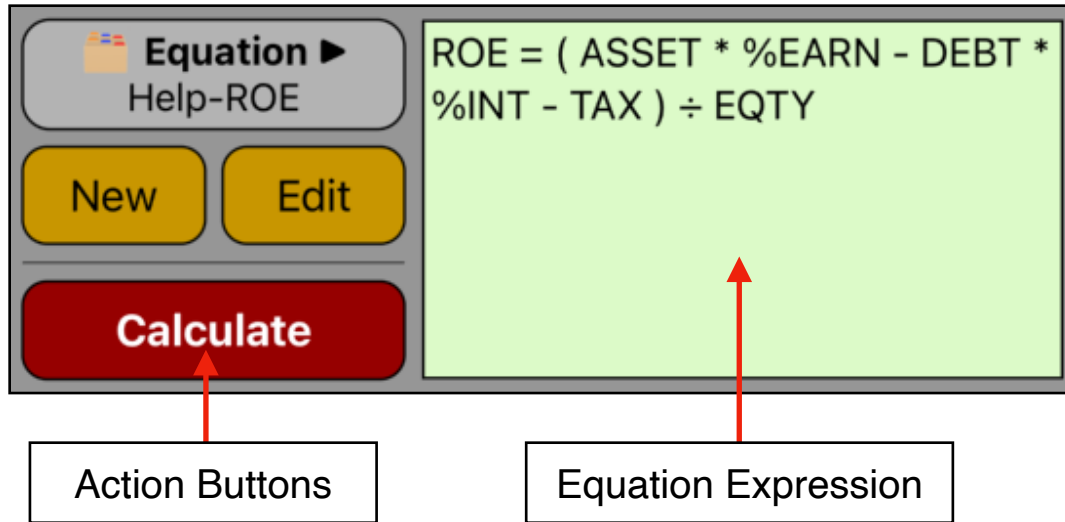 Equation ▶
Help-ROE
New
Edit
Calculate
ROE = ( ASSET * %EARN - DEBT *
%INT - TAX ) ÷ EQTY
Action Buttons
Equation Expression